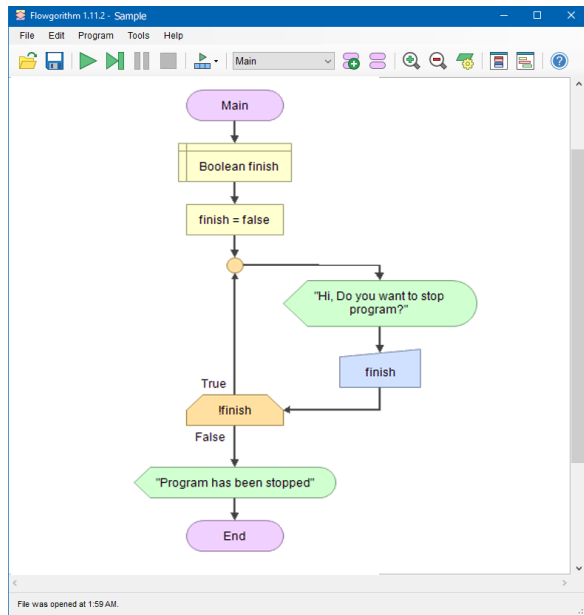 Flowgorithm 1.11.2 - Sample
File Edit Program Tools Help
Main
Main
Boolean finish
finish = false
"Hi, Do you want to stop
program?"
finish
True
!finish
False
"Program has been stopped"
End
File was opened at 1:59 AM.